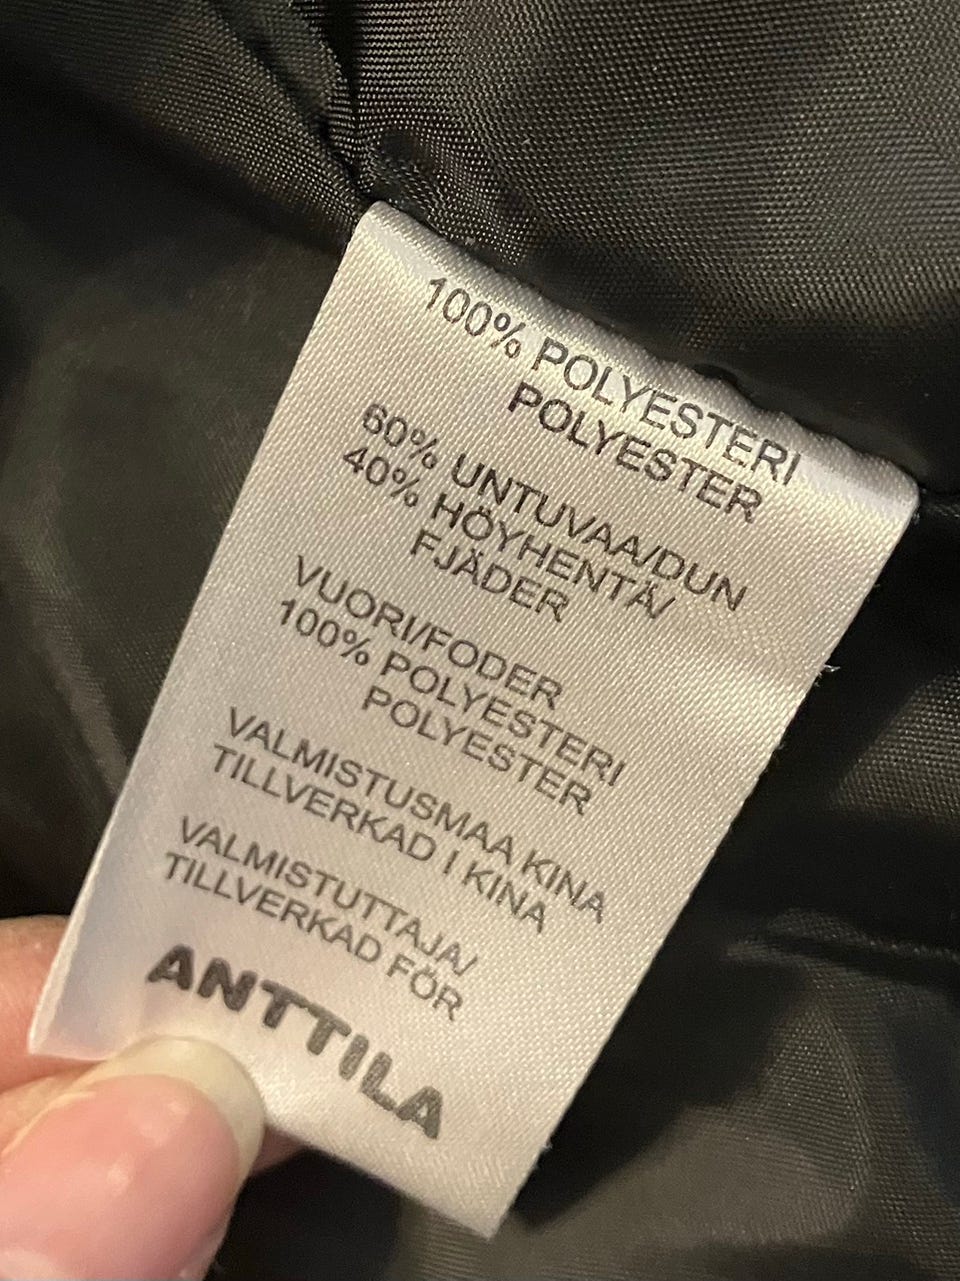 100% POLYESTERI
POLYESTER
60% UNTUVAA/DUN
40% HÖYHENTÄ/
FJÄDER
VUORI/FODER
100% POLYESTERI
POLYESTER
VALMISTUSMAA KINA
TILLVERKAD I KINA
VALMISTUTTAJA/
TILLVERKAD FÖR
ANTTILA